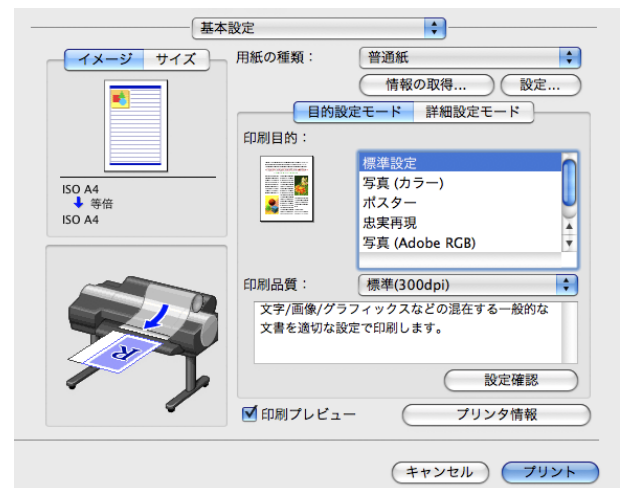 基本設定
イメージ サイズ
用紙の種類： 普通紙
情報の取得... 設定...
目的設定モード 詳細設定モード
印刷目的：
標準設定
写真 (カラー)
ポスター
忠実再現
写真 (Adobe RGB)
ISO A4
等倍
ISO A4
印刷品質： 標準(300dpi)
文字/画像/グラフィックスなどの混在する一般的な
文書を適切な設定で印刷します。
R
設定確認
印刷プレビュー プリンタ情報
キャンセル プリント